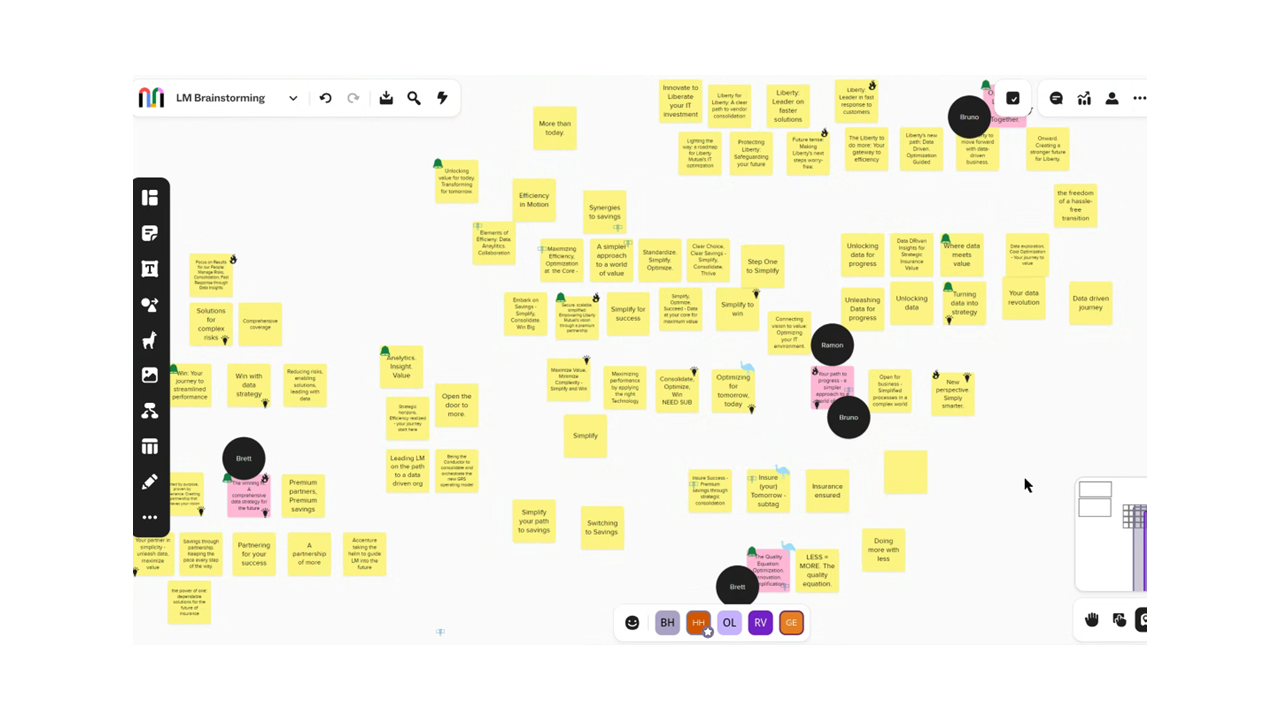 LM Brainstorming
More than
today.
Innovate to
Liberate
your IT
investment
Liberty for
Liberty: A clear
path to vendor
consolidation
Liberty:
Leader on
faster
solutions
Liberty:
Leader in fast
response to
customers.
Bruno
Together.
Lighting the
way: a roadmap
for Liberty
Mutual's IT
optimization
Protecting
Liberty:
Safeguarding
your future
Future tense:
Making
Liberty's next
steps worry-
free.
The Liberty to
do more: Your
gateway to
efficiency
Liberty's new
path: Data
Driven.
Optimization
Guided
to move forward
with data-
driven business.
Onward.
Creating a
stronger future
for Liberty.
Unlocking
value for today.
Transforming
for tomorrow.
Efficiency
in Motion
Synergies
to savings
the freedom
of a hassle-
free
transition
Elements of
Data
Analytics.
Collaboration
Maximizing
Efficiency,
Optimization
at the Core -
A simpler
approach to
a world
of value
Standardize.
Simplify.
Optimize.
Clear Choice,
Clear Savings -
Simplify,
Consolidate,
Thrive
Step One
to Simplify
Unlocking
data for
progress
Insights for
Strategic
Insurance
Value
Where data
meets
value
Data exploration,
Cost Optimization
- Your journey to
value
Focus on Results
for our People
Manage Risks,
Consolidation, Fast
Response through
Data Insights
Solutions
for
complex
risks
Comprehensive
coverage
Embark on
Savings -
Simplify,
Consolidate,
Win Big
Secure, scalable,
simplified.
Empowering Liberty
Mutual's vision
through a premium
partnership
Simplify for
success
Simplify,
Optimize,
Succeed - Data
at your core for
maximum value
Simplify to
win
Connecting
vision to value
Optimizing
your IT
environment.
Unleashing
Data for
progress
Unlocking
data
Turning
data into
strategy
Your data
revolution
Data driven
journey
Ramon
Win: Your
journey to
streamlined
performance
Win with
data
strategy
Reducing risks,
enabling
solutions,
leading with
data
Analytics.
Insight.
Value
Strategic
horizons.
Efficiency realized
- your journey
start here
Open the
door to
more.
Maximize Value,
Minimize
Complexity -
Simplify and Win
Maximizing
performance by
applying
the right
Technology
Consolidate,
Optimize,
Win
NEED SUB
Optimizing
for
tomorrow,
today
Your path to
progress - a
simpler
approach to a
Bruno
Open for
business -
Simplified
processes in a
complex world
New
perspective.
Simply
smarter.
Simplify
Brett
The winning
comprehensive
data strategy for
the future
Premium
partners,
Premium
savings
Leading LM
on the path
to a data
driven org
Being the
Conductor to
consolidate and
orchestrate the
new GRS
operating model
Insure Success -
Premium
Savings through
strategic
consolidation
Insure
(your)
Tomorrow -
subtag
Insurance
ensured
Simplify
your path
to savings
Switching
to Savings
Your partner in
simplicity -
unleash data,
maximize
value
Savings through
partnership.
Keeping the
pace every step
of the way.
Partnering
for your
success
A
partnership
of more
Accenture
taking the
helm to guide
LM into the
future
Doing
more with
less
Brett
The Quality
Equation:
Optimization.
LESS =
MORE. The
quality
equation.
the power of one:
dependable
solutions for the
future of
insurance
BH
HH
OL
RV
GE